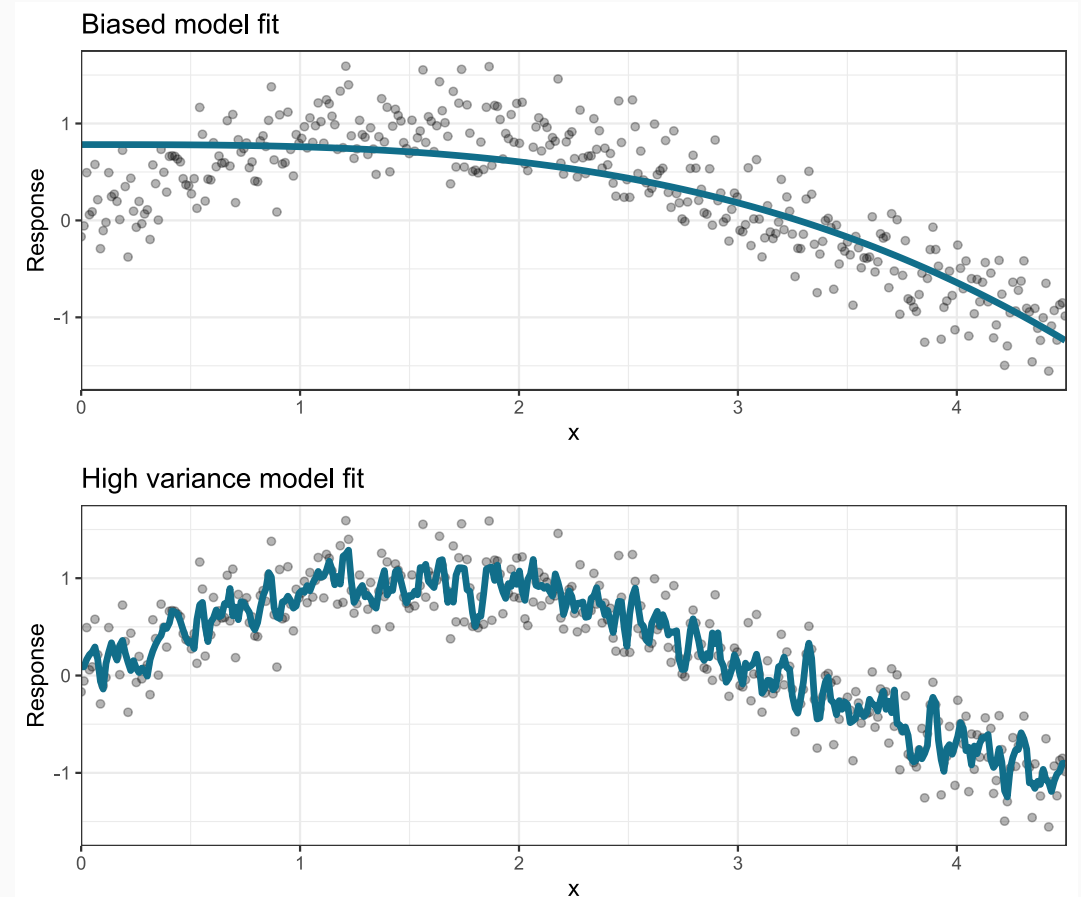 Biased model fit
1
0
-1
Response
0 1 2 3 4
x
High variance model fit
1
0
-1
Response
0 1 2 3 4
x